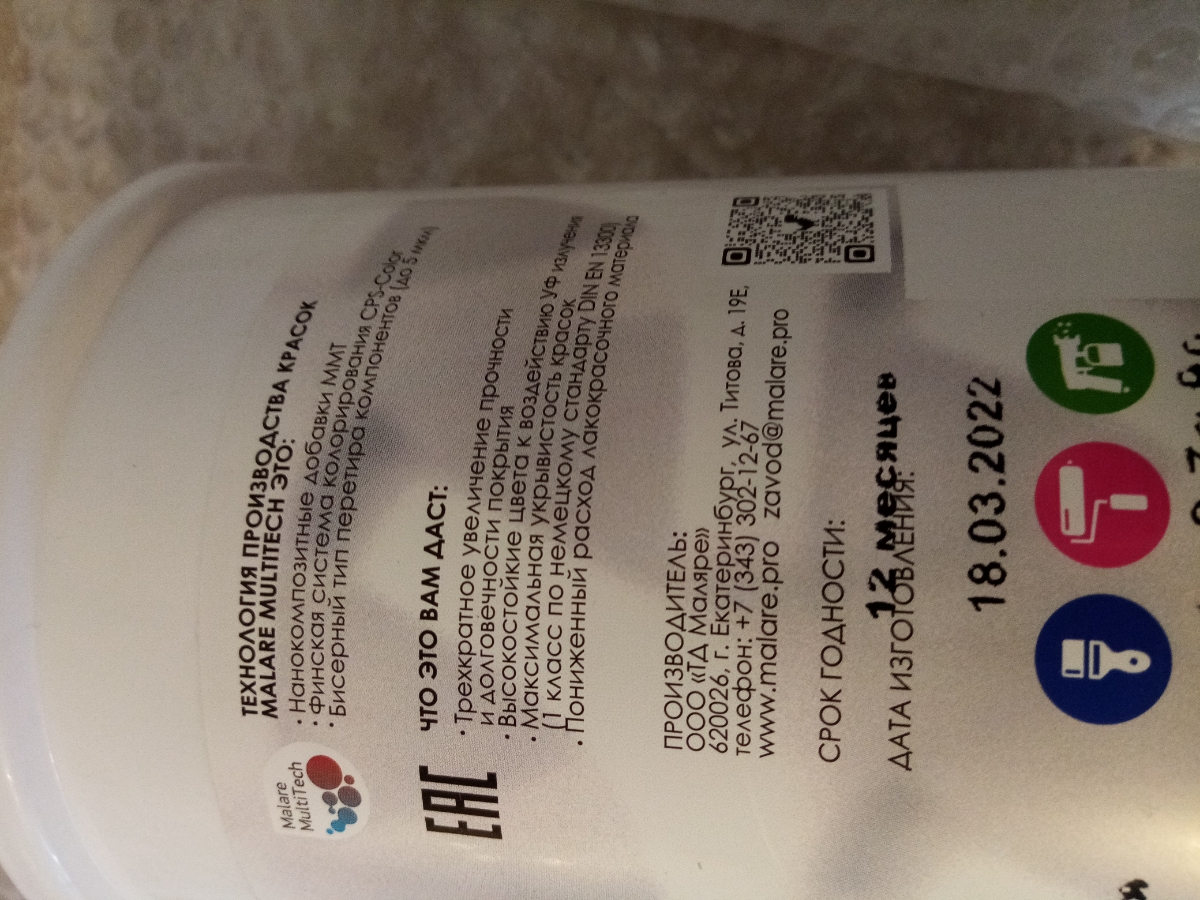 Malare
MultiTech
ТЕХНОЛОГИЯ ПРОИЗВОДСТВА КРАСОК
MALARE MULTITECH ЭТО:
· Нанокомпозитные добавки ММТ
· Финская система колорирования CPS-Color
· Бисерный тип перетира компонентов (до 5 мкм)
ЕАС
ЧТО ЭТО ВАМ ДАСТ:
· Трехкратное увеличение прочности
и долговечности покрытия
· Высокостойкие цвета к воздействию УФ излучения
· Максимальная укрывистость красок
(1 класс по немецкому стандарту DIN EN 13300)
· Пониженный расход лакокрасочного материала
ПРОИЗВОДИТЕЛЬ:
ООО «ТД Маляре»
620026, г. Екатеринбург, ул. Титова, д. 19Е,
телефон: +7 (343) 302-12-67
www.malare.pro zavod@malare.pro
СРОК ГОДНОСТИ:
12 месяцев
ДАТА ИЗГОТОВЛЕНИЯ:
18.03.2022